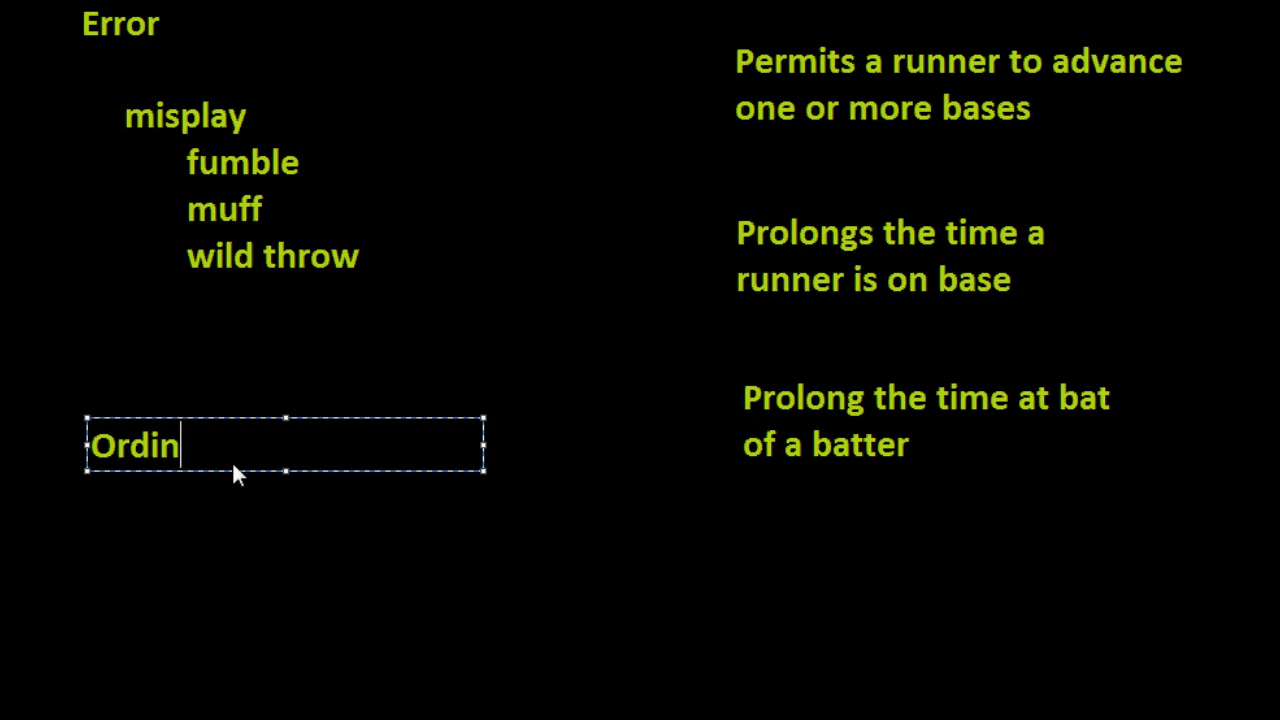 Error
misplay
fumble
muff
wild throw
Ordin
Permits a runner to advance
one or more bases
Prolongs the time a
runner is on base
Prolong the time at bat
of a batter